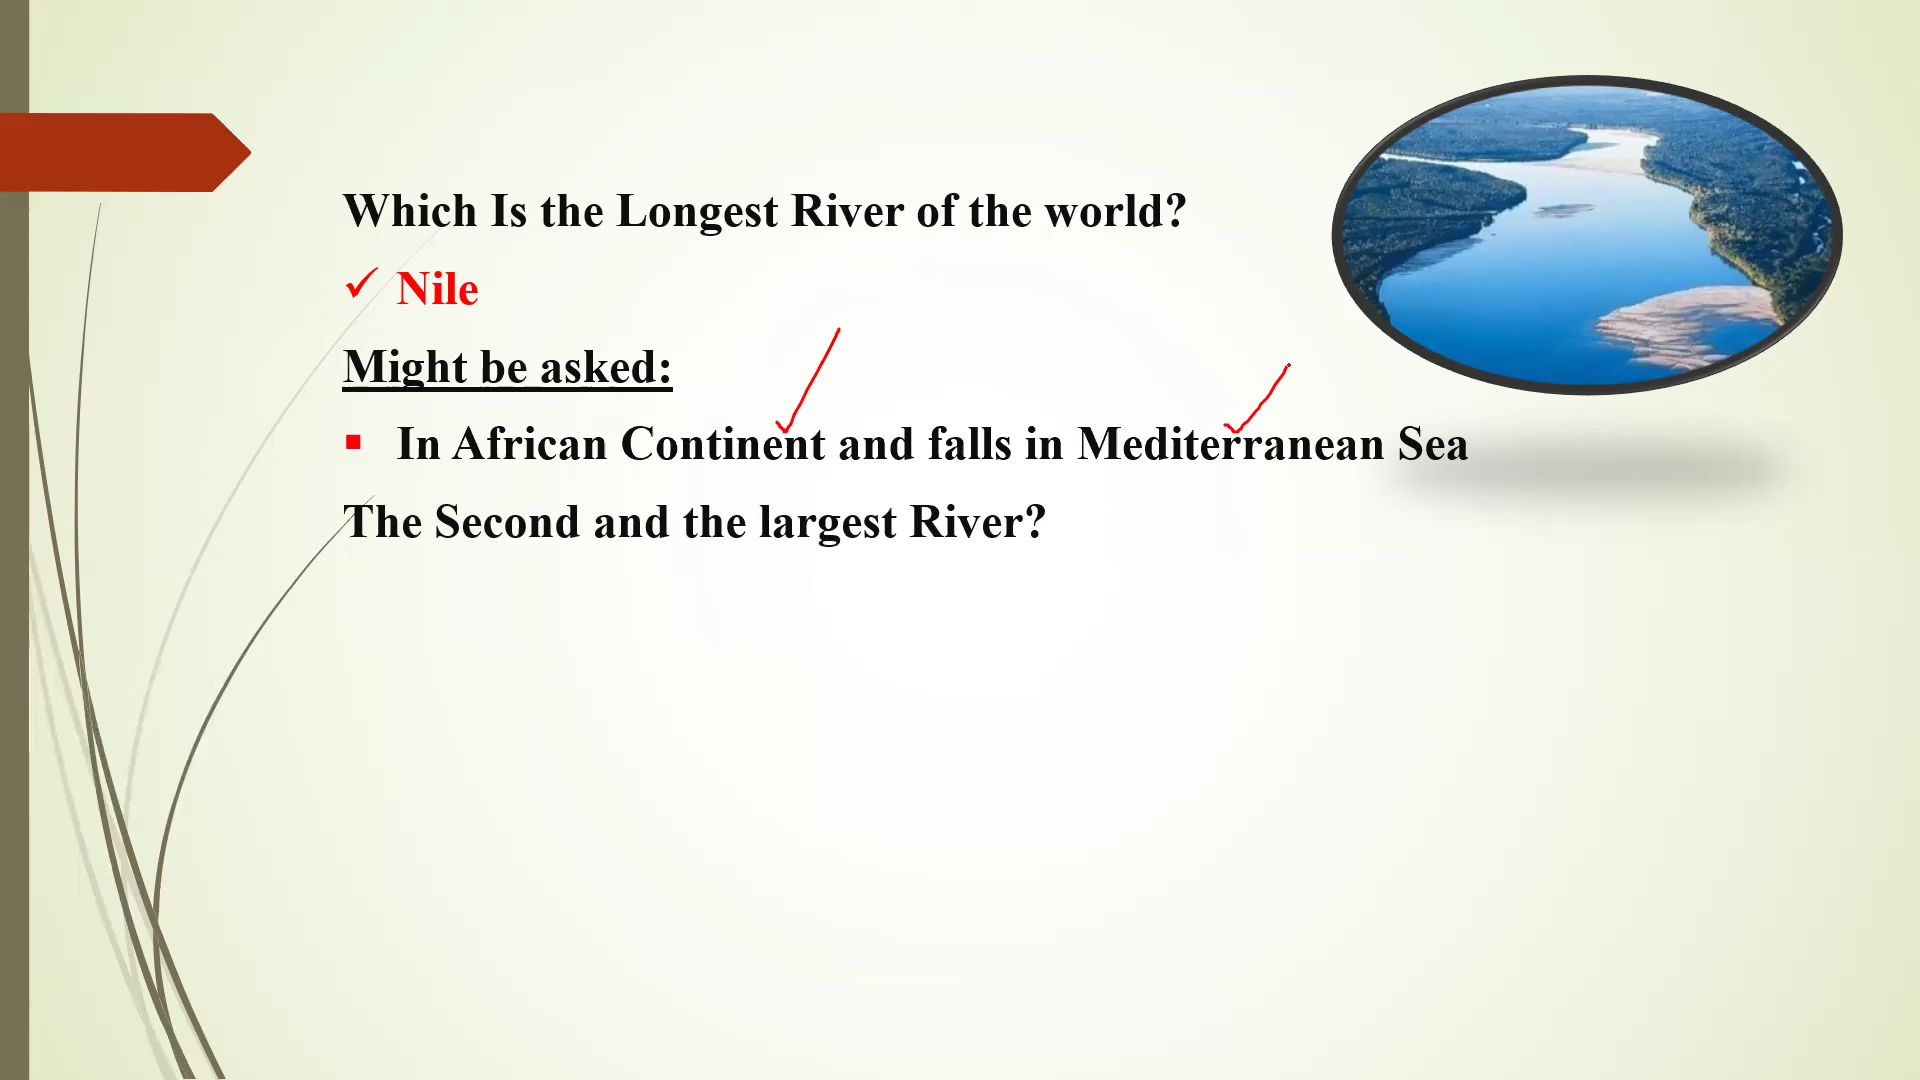 Which Is the Longest River of the world?
✓ Nile
Might be asked:
▪ In African Continent and falls in Mediterranean Sea
The Second and the largest River?